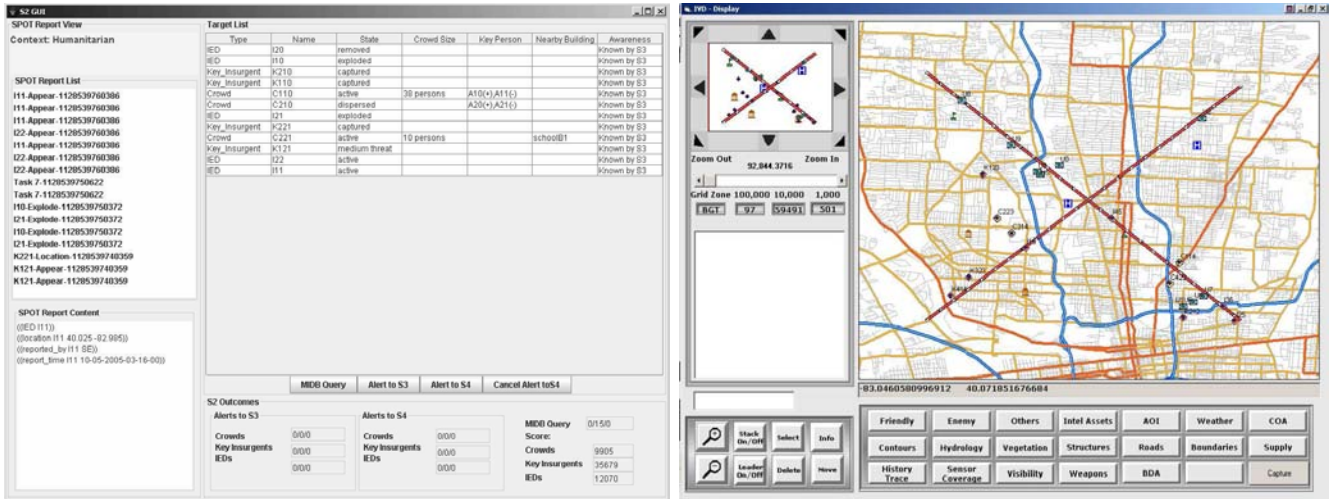 S2 GUI
SPOT Report View
Context: Humanitarian
SPOT Report List
I11-Appear-1128539760386
I11-Appear-1128539760386
I11-Appear-1128539760386
I22-Appear-1128539760386
I11-Appear-1128539760386
I22-Appear-1128539760386
I22-Appear-1128539760386
Task 7-1128539750622
Task 7-1128539750622
I10-Explode-1128539750372
I21-Explode-1128539750372
I10-Explode-1128539750372
I21-Explode-1128539750372
K221-Location-1128539740359
K121-Appear-1128539740359
K121-Appear-1128539740359
SPOT Report Content
((IED I11))
((location I11 40.025 -82.985))
((reported_by I11 SE))
((report_time I11 10-05-2005-03-16-00))
Target List
Type Name State Crowd Size Key Person Nearby Building Awareness
IED I20 removed Known by S3
IED I10 exploded Known by S3
Key_Insurgent K210 captured Known by S3
Key_Insurgent K110 captured Known by S3
Crowd C110 active 38 persons A10(+),A11(-) Known by S3
Crowd C210 dispersed A20(+),A21(-) Known by S3
IED I21 exploded Known by S3
Key_Insurgent K221 captured Known by S3
Crowd C221 active 10 persons schoolB1 Known by S3
Key_Insurgent K121 medium threat Known by S3
IED I22 active Known by S3
IED I11 active Known by S3
MIDB Query Alert to S3 Alert to S4 Cancel Alert toS4
S2 Outcomes
Alerts to S3
Crowds 0/0/0
Key Insurgents 0/0/0
IEDs 0/0/0
Alerts to S4
Crowds 0/0/0
Key Insurgents 0/0/0
IEDs 0/0/0
MIDB Query 0/15/0
Score:
Crowds 9905
Key Insurgents 35679
IEDs 12070
IVD - Display
H
H
Zoom Out 92,844.3716 Zoom In
Grid Zone 100,000 10,000 1,000
BGT 97 59491 501
H
H
C223
C314
-83.0460580996912 40.071851676684
Stack On/Off Select Info
Leader On/Off Delete Move
Friendly Enemy Others Intel Assets AOI Weather COA
Contours Hydrology Vegetation Structures Roads Boundaries Supply
History Trace Sensor Coverage Visibility Weapons BDA Capture